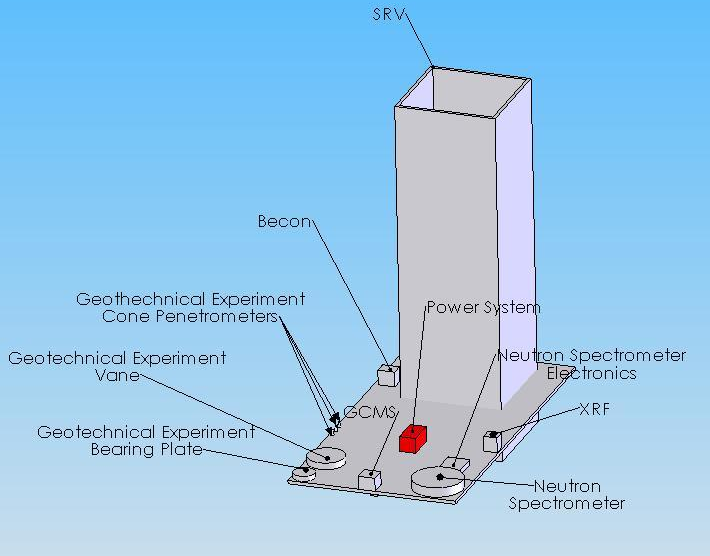 SRV
Becon
Geothechnical Experiment
Cone Penetrometers
Power System
Geotechnical Experiment
Vane
Neutron Spectrometer
Electronics
GCMS
XRF
Geotechnical Experiment
Bearing Plate
Neutron
Spectrometer